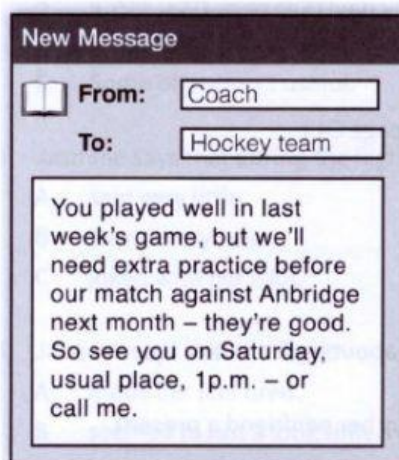 New Message
From: Coach
To: Hockey team
You played well in last
week's game, but we'll
need extra practice before
our match against Anbridge
next month – they're good.
So see you on Saturday,
usual place, 1p.m. – or
call me.